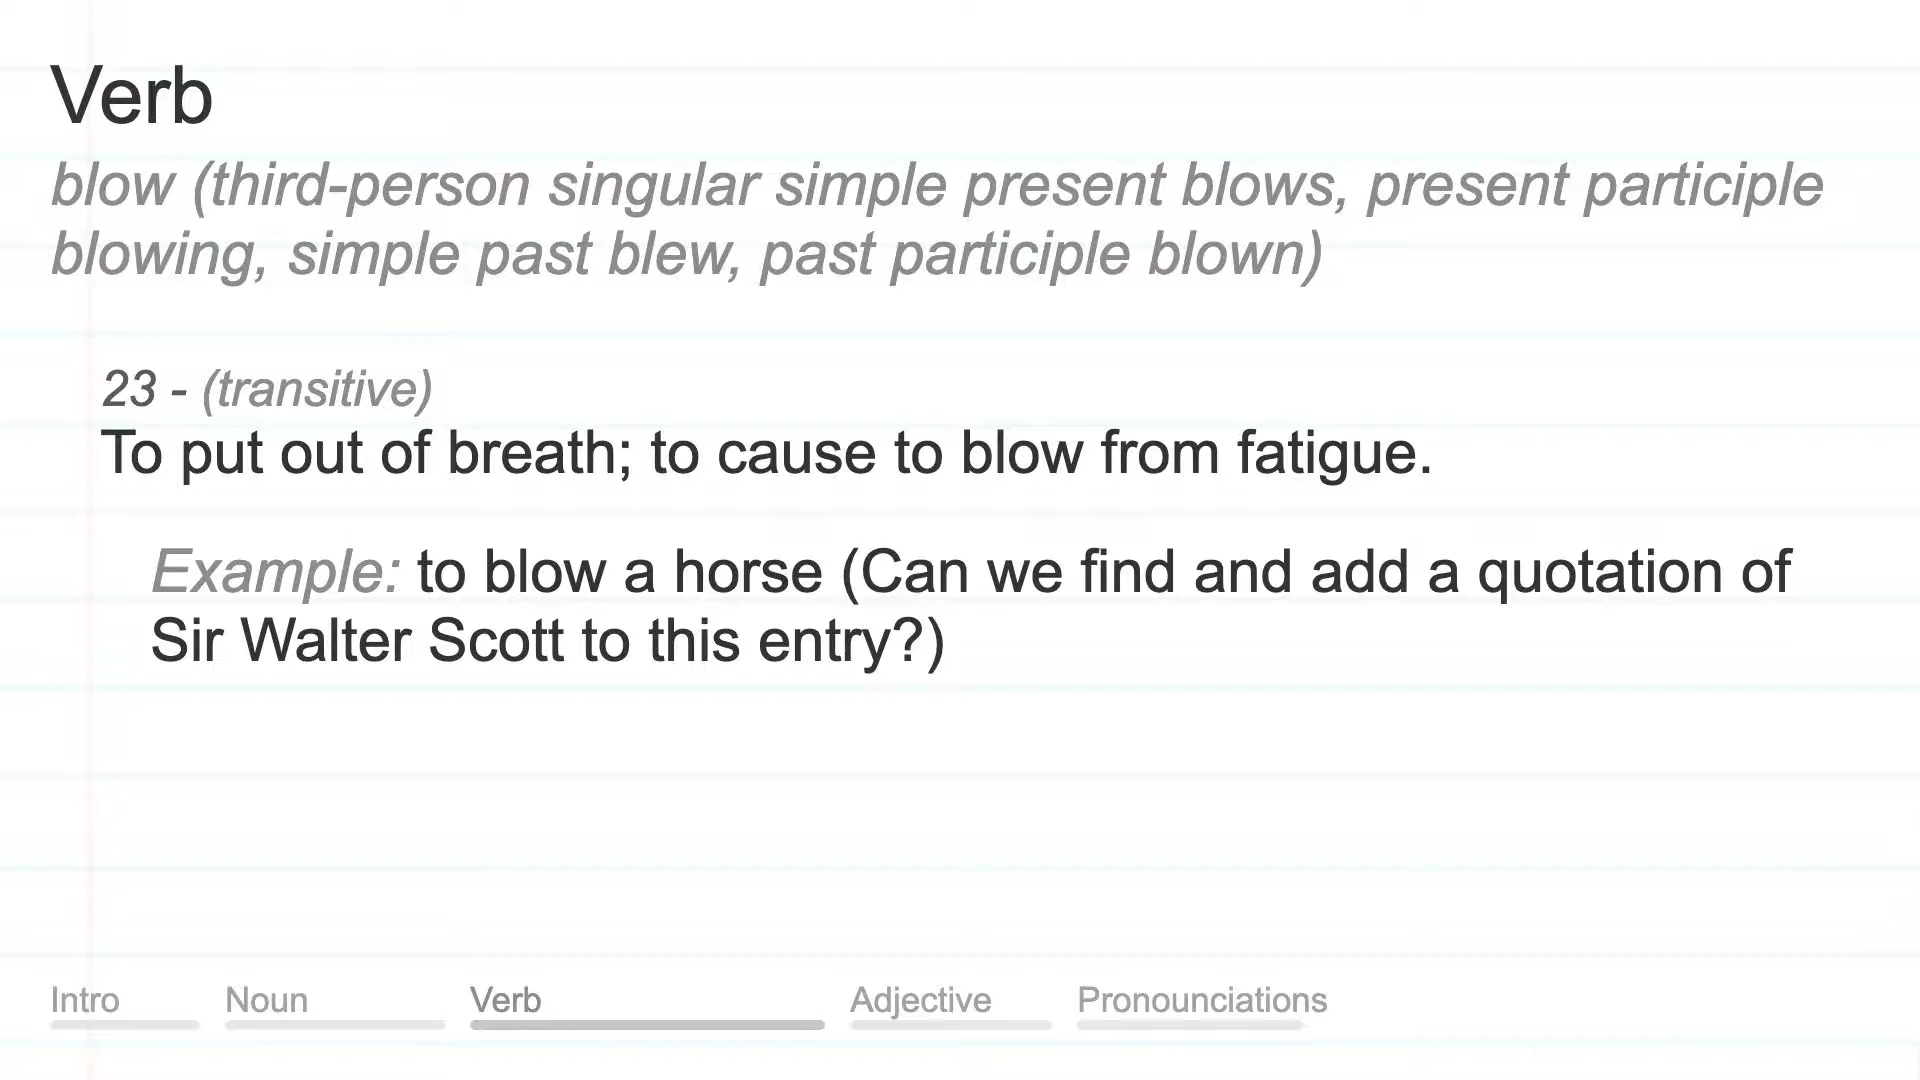 Verb
blow (third-person singular simple present blows, present participle
blowing, simple past blew, past participle blown)
23 - (transitive)
To put out of breath; to cause to blow from fatigue.
Example: to blow a horse (Can we find and add a quotation of
Sir Walter Scott to this entry?)
Intro Noun Verb Adjective Pronounciations